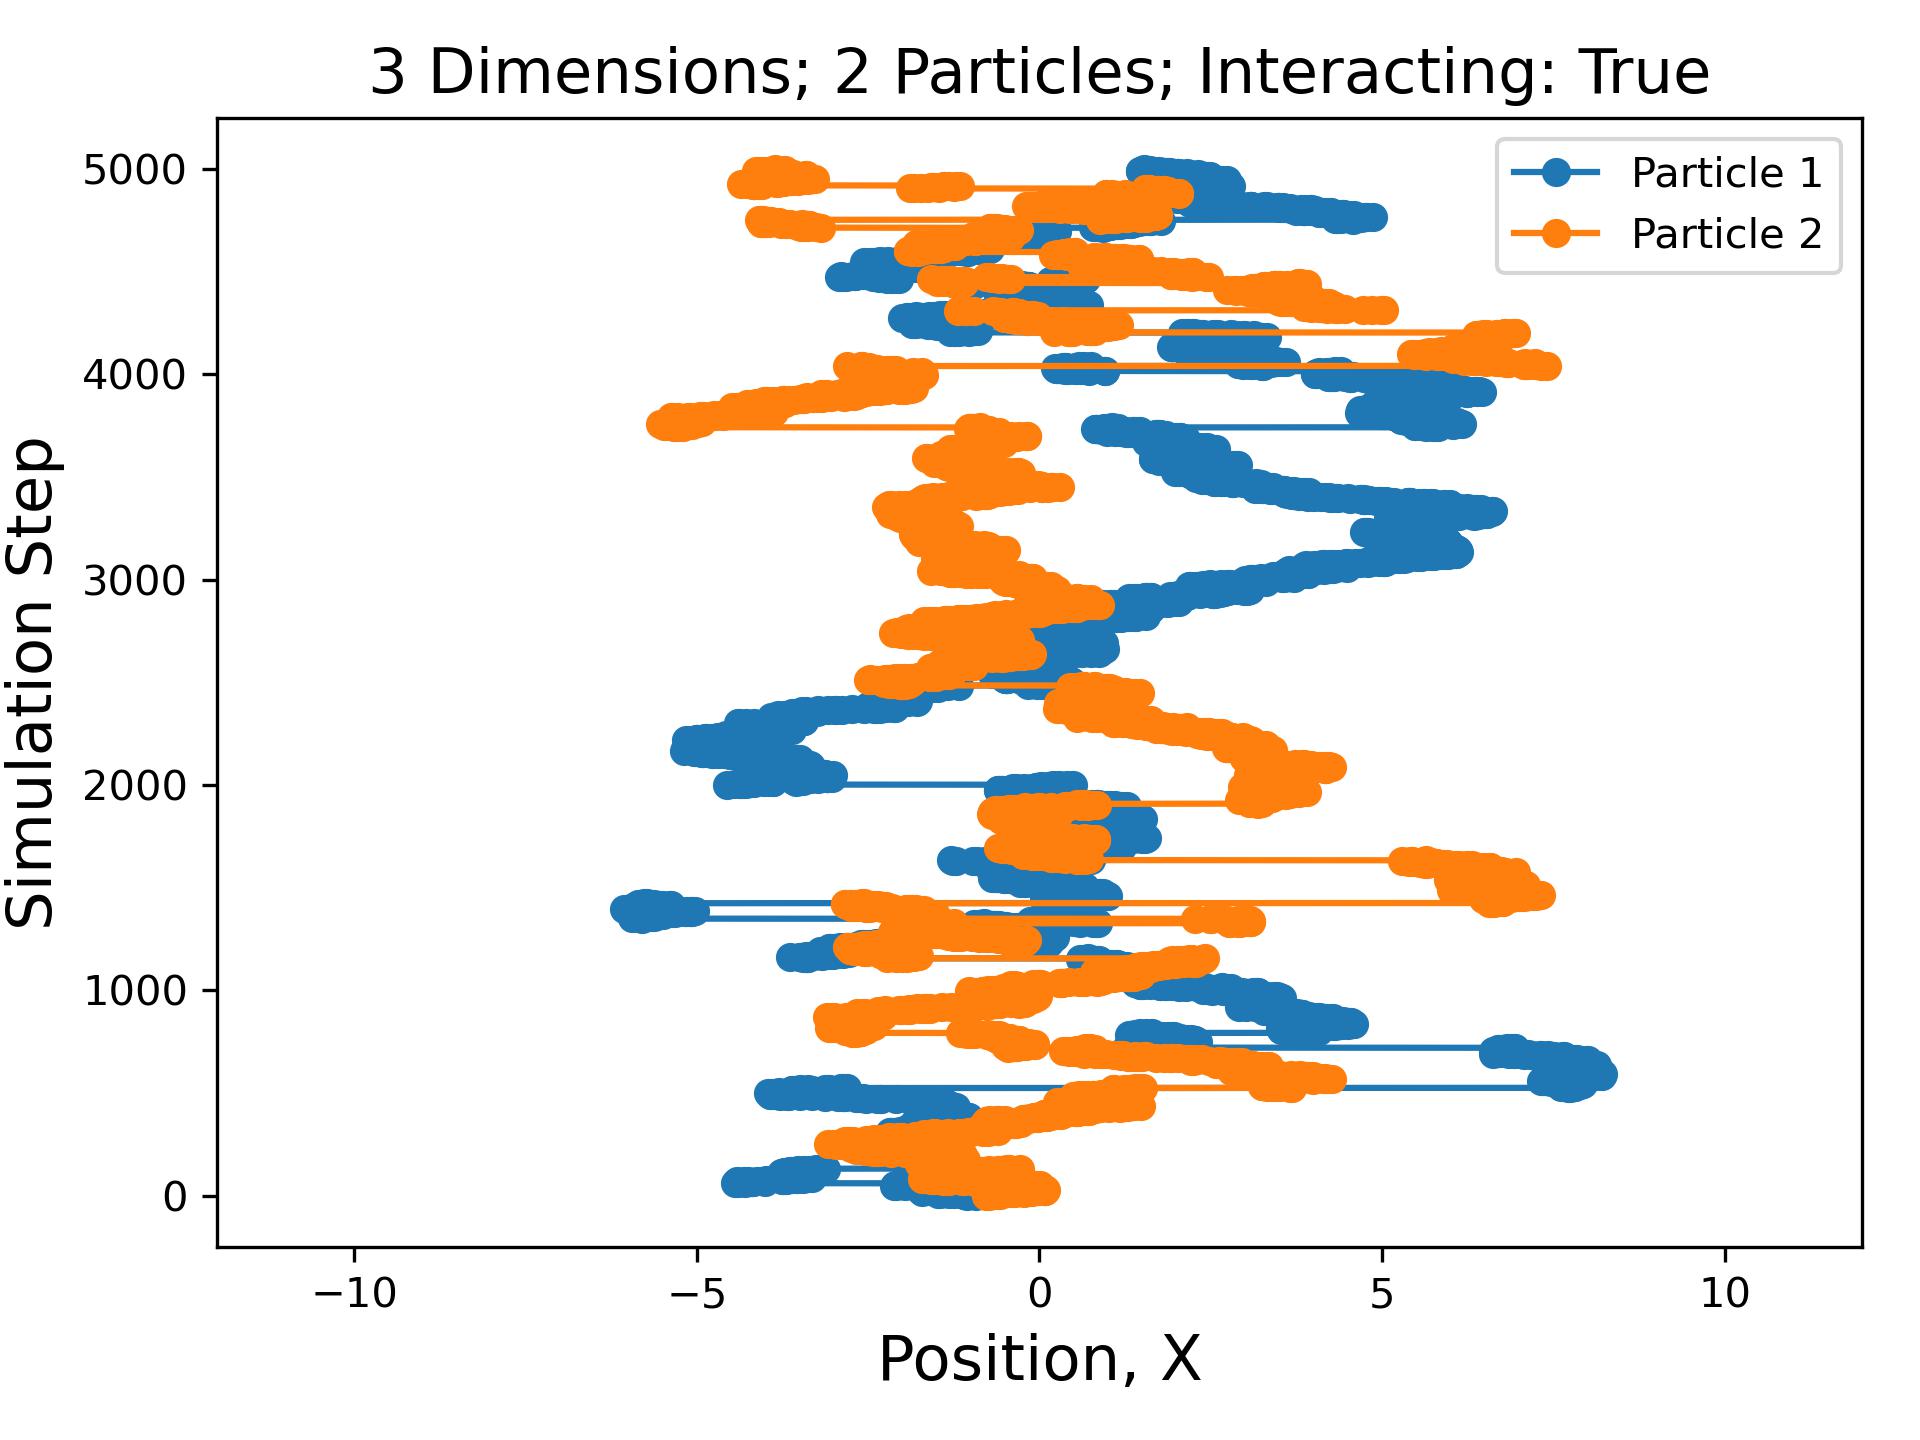 3 Dimensions; 2 Particles; Interacting: True
Particle 1
Particle 2
5000
4000
3000
2000
1000
0
Simulation Step
−10 −5 0 5 10
Position, X